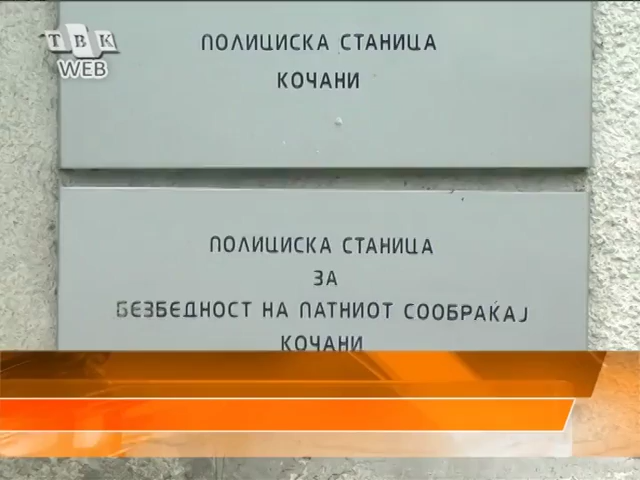 ТВК
WEB
ПОЛИЦИСКА СТАНИЦА
КОЧАНИ
ПОЛИЦИСКА СТАНИЦА
ЗА
БЕЗБЕДНОСТ НА ПАТНИОТ СООБРАЌАЈ
КОЧАНИ